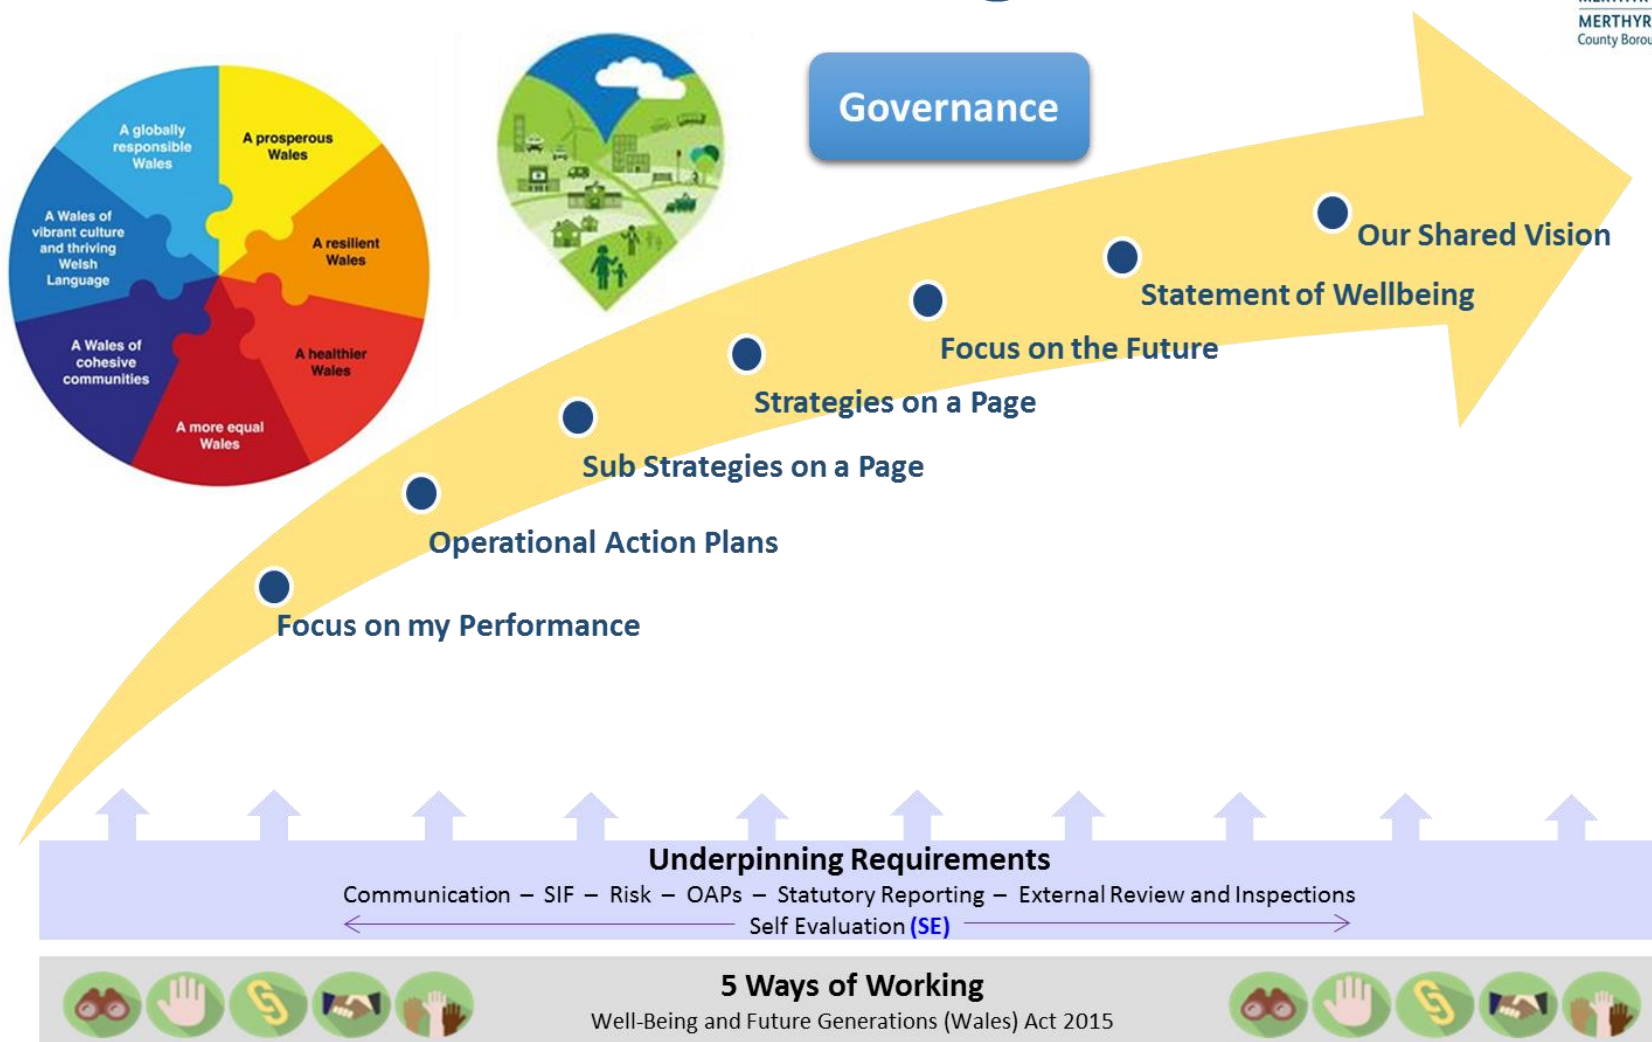 MERTHYR
County Borou
Governance
A globally
responsible
Wales
A prosperous
Wales
A Wales of
vibrant culture
and thriving
Welsh
Language
A resilient
Wales
A Wales of
cohesive
communities
A healthier
Wales
A more equal
Wales
Our Shared Vision
Statement of Wellbeing
Focus on the Future
Strategies on a Page
Sub Strategies on a Page
Operational Action Plans
Focus on my Performance
Underpinning Requirements
Communication – SIF – Risk – OAPs – Statutory Reporting – External Review and Inspections
Self Evaluation (SE)
5 Ways of Working
Well-Being and Future Generations (Wales) Act 2015